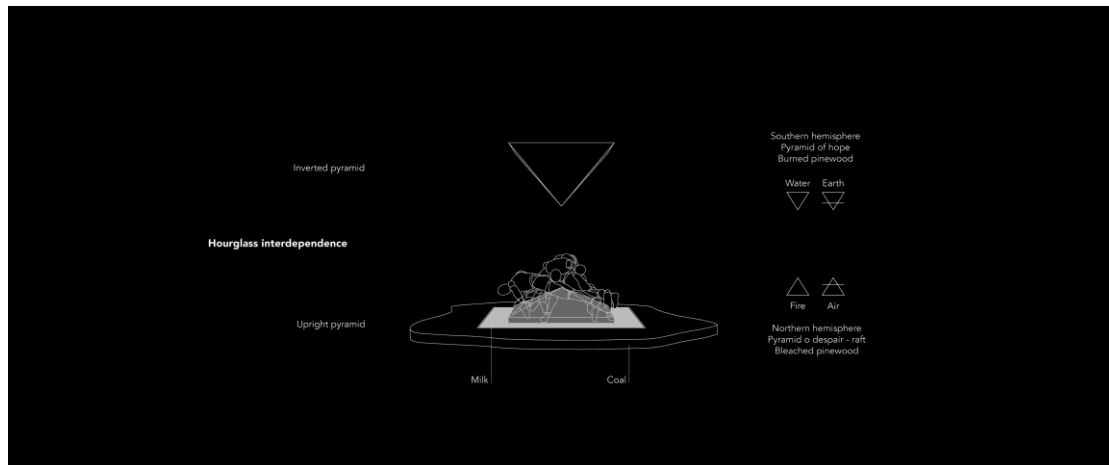 Southern hemisphere
Pyramid of hope
Burned pinewood
Inverted pyramid
Water Earth
Hourglass interdependence
Fire Air
Upright pyramid
Northern hemisphere
Pyramid o despair - raft
Bleached pinewood
Milk
Coal